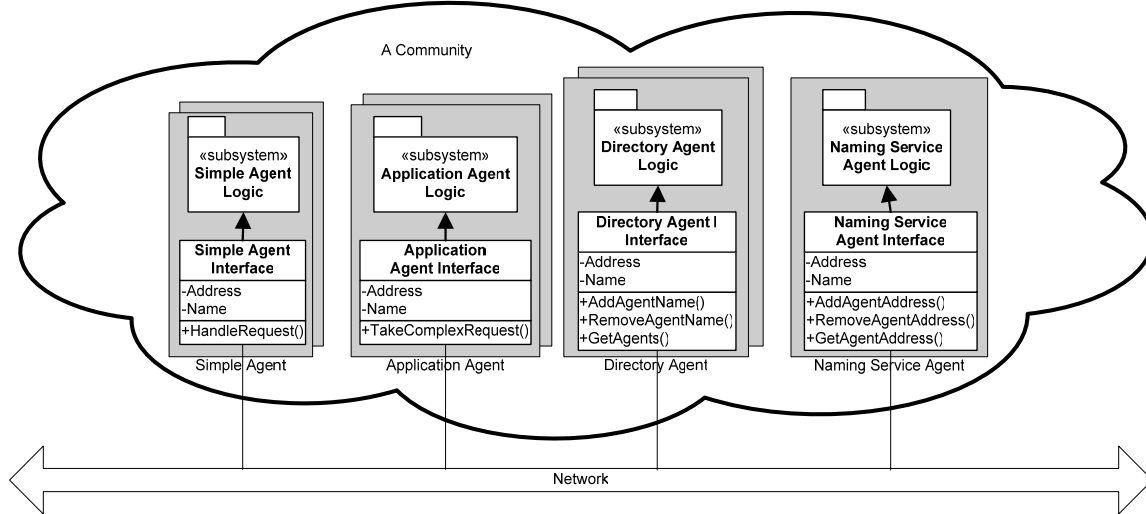 A Community
«subsystem»
Simple Agent
Logic
Simple Agent
Interface
-Address
-Name
+HandleRequest()
Simple Agent
«subsystem»
Application Agent
Logic
Application
Agent Interface
-Address
-Name
+TakeComplexRequest()
Application Agent
«subsystem»
Directory Agent
Logic
Directory Agent I
Interface
-Address
-Name
+AddAgentName()
+RemoveAgentName()
+GetAgents()
Directory Agent
«subsystem»
Naming Service
Agent Logic
Naming Service
Agent Interface
-Address
-Name
+AddAgentAddress()
+RemoveAgentAddress()
+GetAgentAddress()
Naming Service Agent
Network